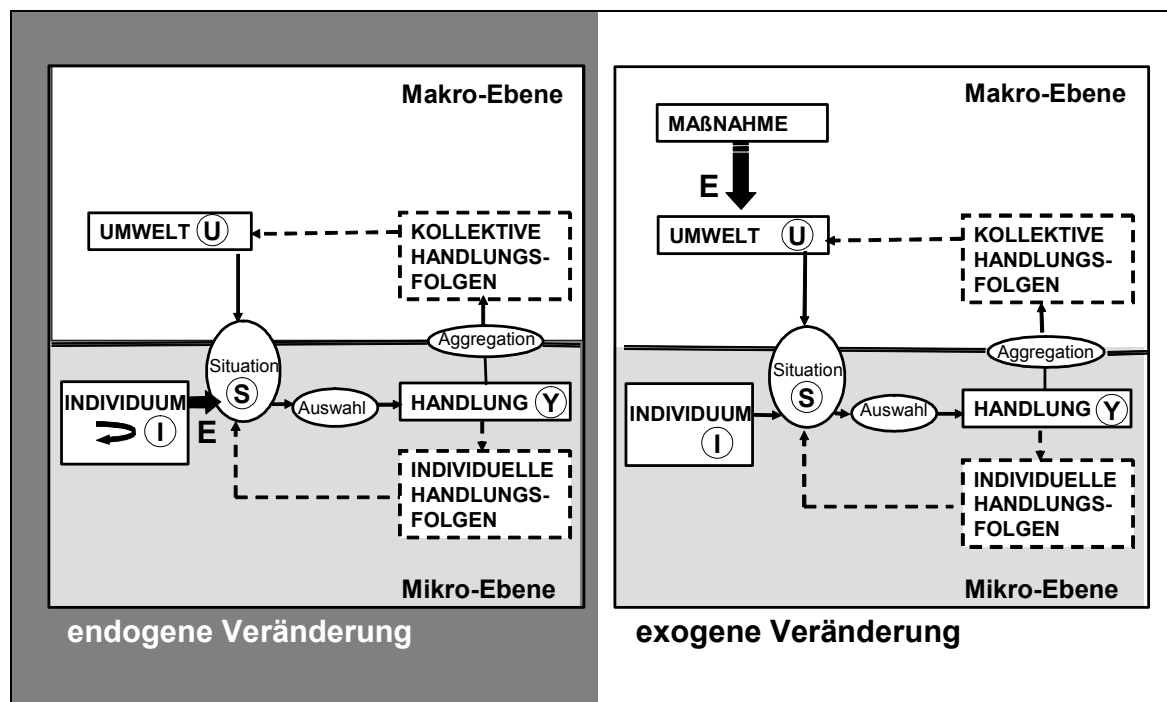 Makro-Ebene
UMWELT U
KOLLEKTIVE
HANDLUNGS-
FOLGEN
Aggregation
Situation
S
INDIVIDUUM
I
E
Auswahl
HANDLUNG Y
INDIVIDUELLE
HANDLUNGS-
FOLGEN
Mikro-Ebene
endogene Veränderung
Makro-Ebene
MAßNAHME
E
UMWELT U
KOLLEKTIVE
HANDLUNGS-
FOLGEN
Aggregation
Situation
S
INDIVIDUUM
I
Auswahl
HANDLUNG Y
INDIVIDUELLE
HANDLUNGS-
FOLGEN
Mikro-Ebene
exogene Veränderung